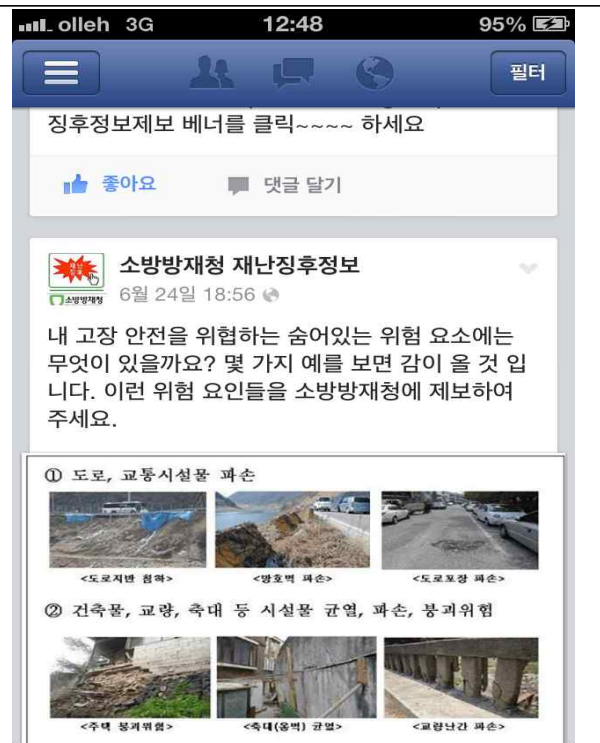 olleh 3G 12:48 95%
필터
징후정보제보 베너를 클릭~~~~ 하세요
좋아요 댓글 달기
소방방재청 재난징후정보
6월 24일 18:56
소방방재청
내 고장 안전을 위협하는 숨어있는 위험 요소에는
무엇이 있을까요? 몇 가지 예를 보면 감이 올 것 입
니다. 이런 위험 요인들을 소방방재청에 제보하여
주세요.
① 도로, 교통시설물 파손
<도로지반 침하> <방호벽 파손> <도로포장 파손>
② 건축물, 교량, 축대 등 시설물 균열, 파손, 붕괴위험
<주택 붕괴위험> <축대(옹벽) 균열> <교량난간 파손>